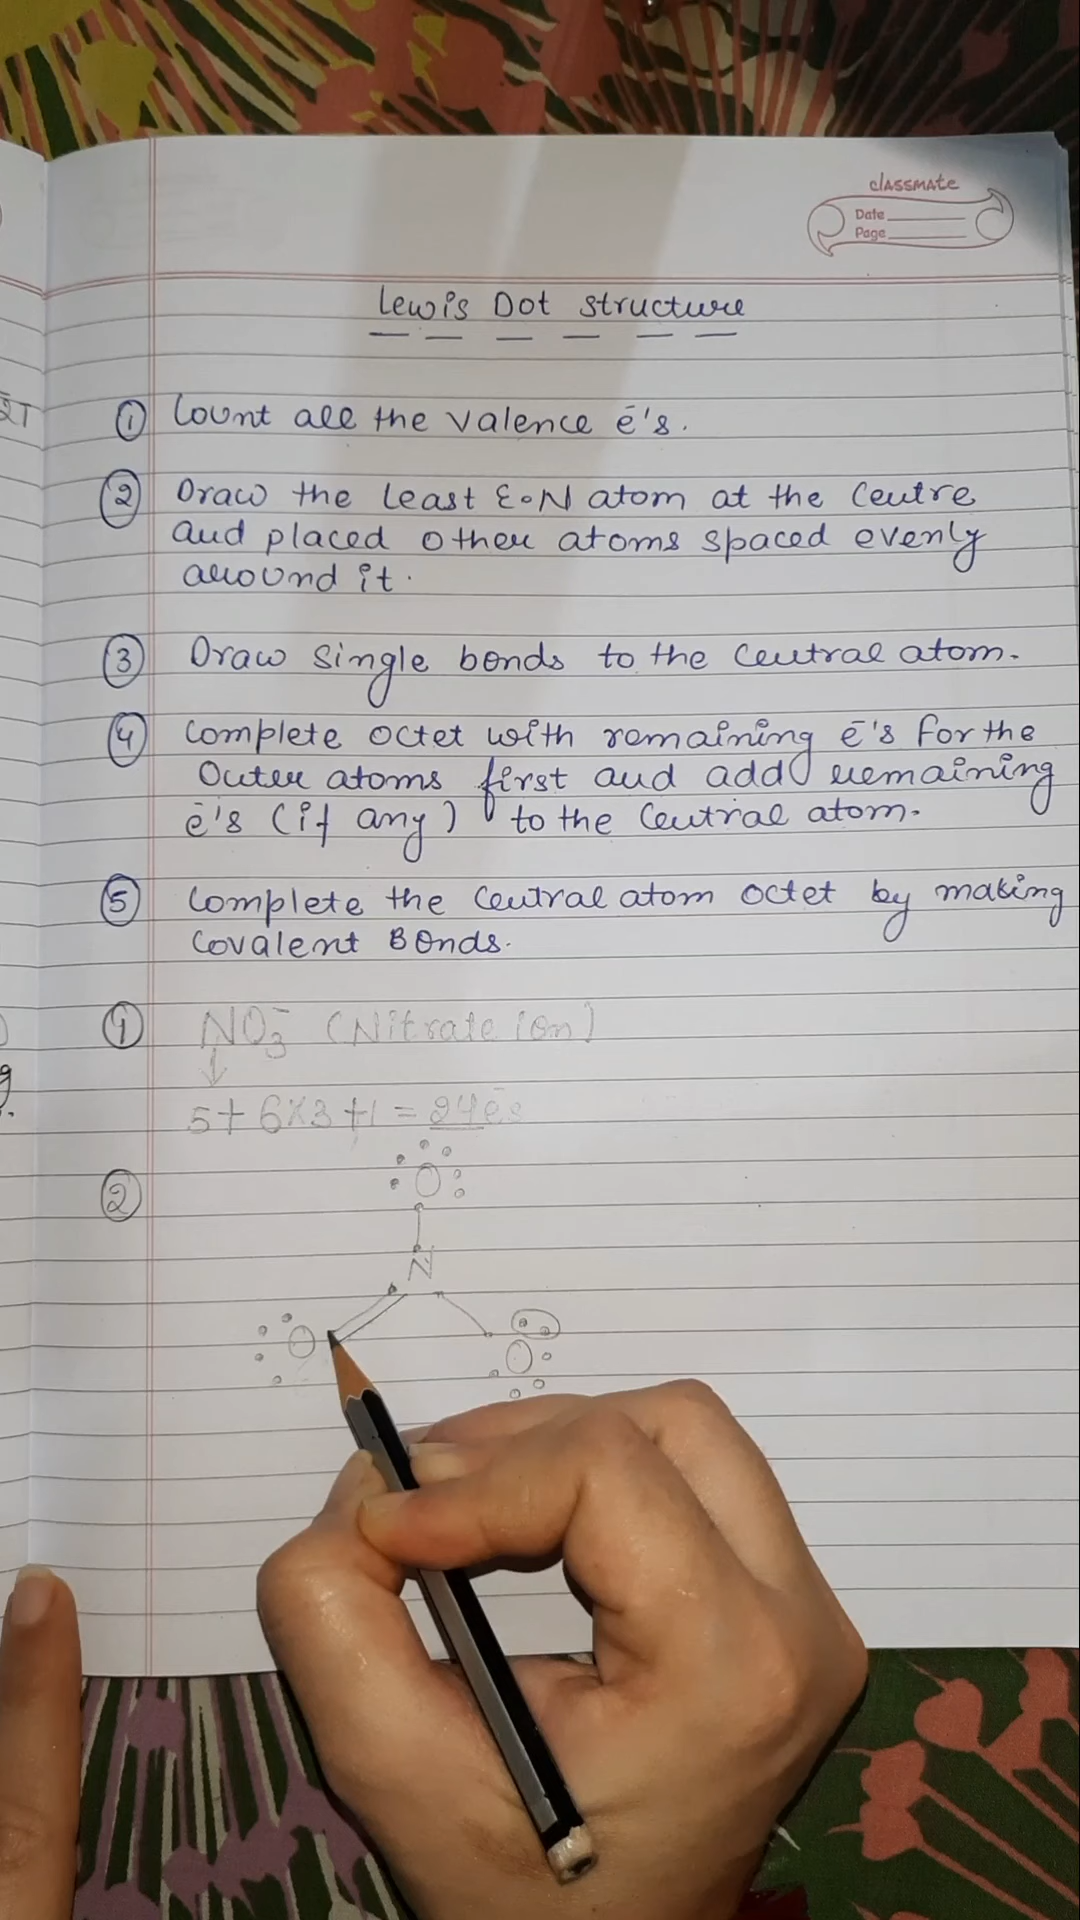 classmate
Date
Page
Lewis Dot structure
① Count all the valence ē's.
② Draw the least E.N atom at the Centre
and placed other atoms spaced evenly
around it.
③ Draw single bonds to the central atom.
④ Complete octet with remaining ē's for the
Outer atoms first and add remaining
ē's (if any) to the Central atom.
⑤ Complete the Central atom octet by making
Covalent Bonds.
① NO₃⁻ (Nitrate ion)
↓
5+ 6×3 +1 = 24ēs
②
O
N
O
O